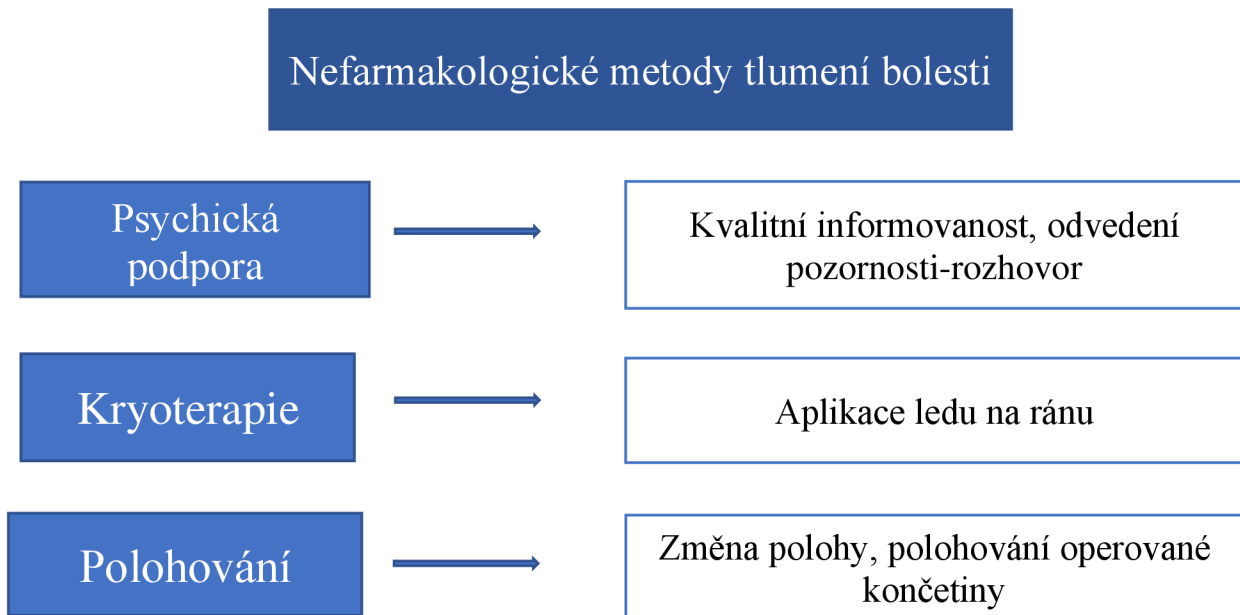 Nefarmakologické metody tlumení bolesti
Psychická
podpora
Kvalitní informovanost, odvedení
pozornosti-rozhovor
Kryoterapie
Aplikace ledu na ránu
Polohování
Změna polohy, polohování operované
končetiny